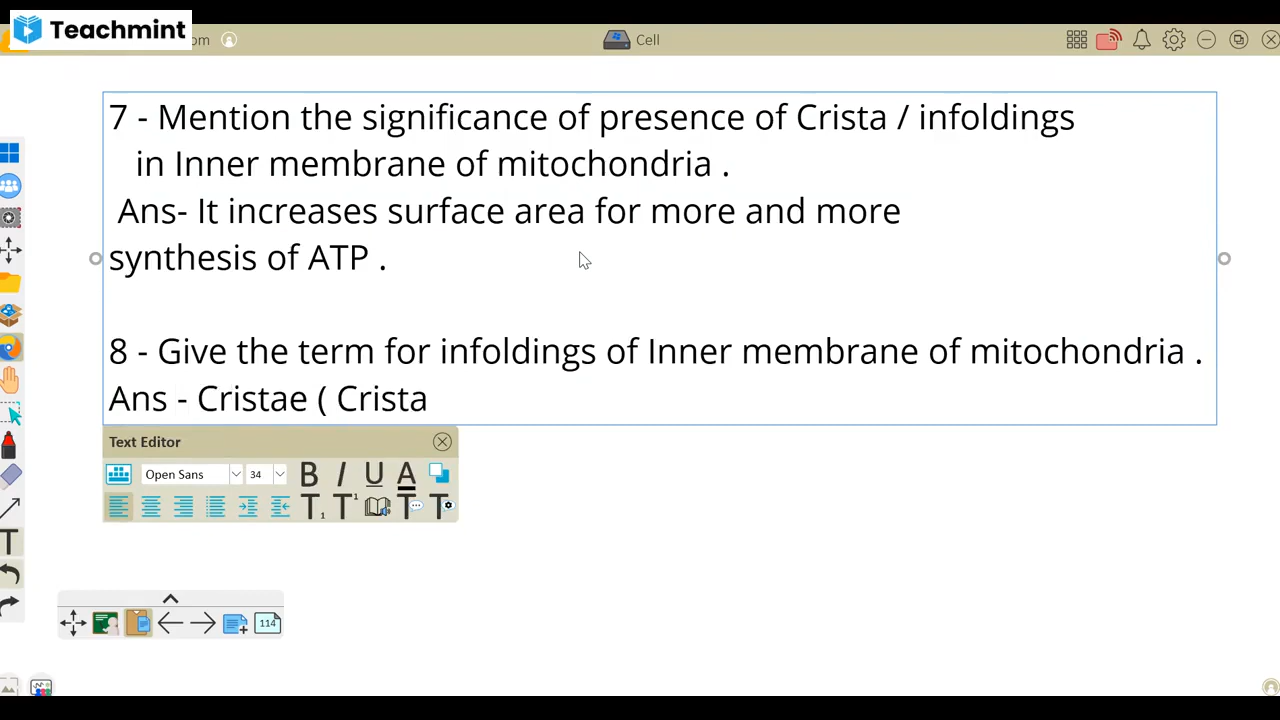 Teachmint
om
Cell
7 - Mention the significance of presence of Crista / infoldings
in Inner membrane of mitochondria .
Ans- It increases surface area for more and more
synthesis of ATP .
8 - Give the term for infoldings of Inner membrane of mitochondria .
Ans - Cristae ( Crista
Text Editor
Open Sans
34
114